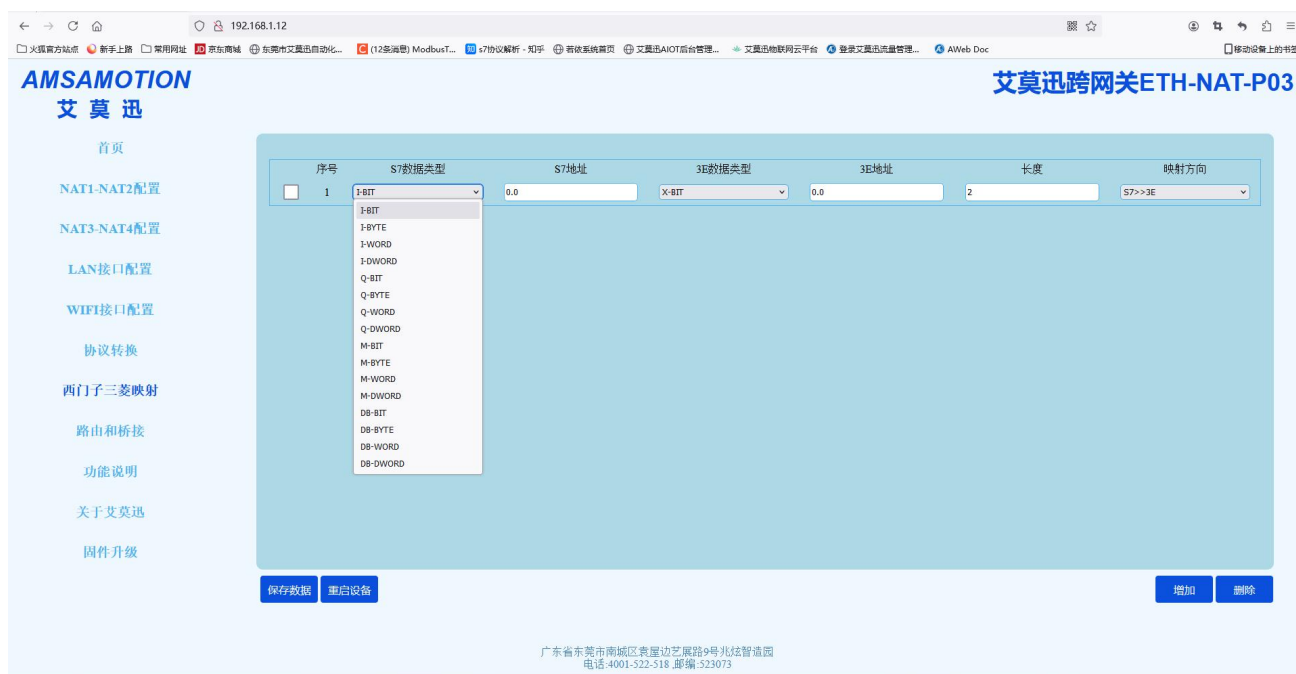 192.168.1.12
火狐官方站点 新手上路 常用网址 JD 京东商城 东莞市艾莫迅自动化... C (12条消息) ModbusT... 知 s7协议解析 - 知乎 若依系统首页 艾莫迅AIOT后台管理... 艾莫迅物联网云平台 登录艾莫迅流量管理... AWeb Doc 移动设备上的书签
AMSAMOTION
艾莫迅
艾莫迅跨网关ETH-NAT-P03
首页
NAT1-NAT2配置
NAT3-NAT4配置
LAN接口配置
WIFI接口配置
协议转换
西门子三菱映射
路由和桥接
功能说明
关于艾莫迅
固件升级
序号 S7数据类型 S7地址 3E数据类型 3E地址 长度 映射方向
1 I-BIT 0.0 X-BIT 0.0 2 S7>>3E
I-BIT
I-BYTE
I-WORD
I-DWORD
Q-BIT
Q-BYTE
Q-WORD
Q-DWORD
M-BIT
M-BYTE
M-WORD
M-DWORD
DB-BIT
DB-BYTE
DB-WORD
DB-DWORD
保存数据 重启设备 增加 删除
广东省东莞市南城区袁屋边艺展路9号兆炫智造园
电话:4001-522-518 ,邮编:523073